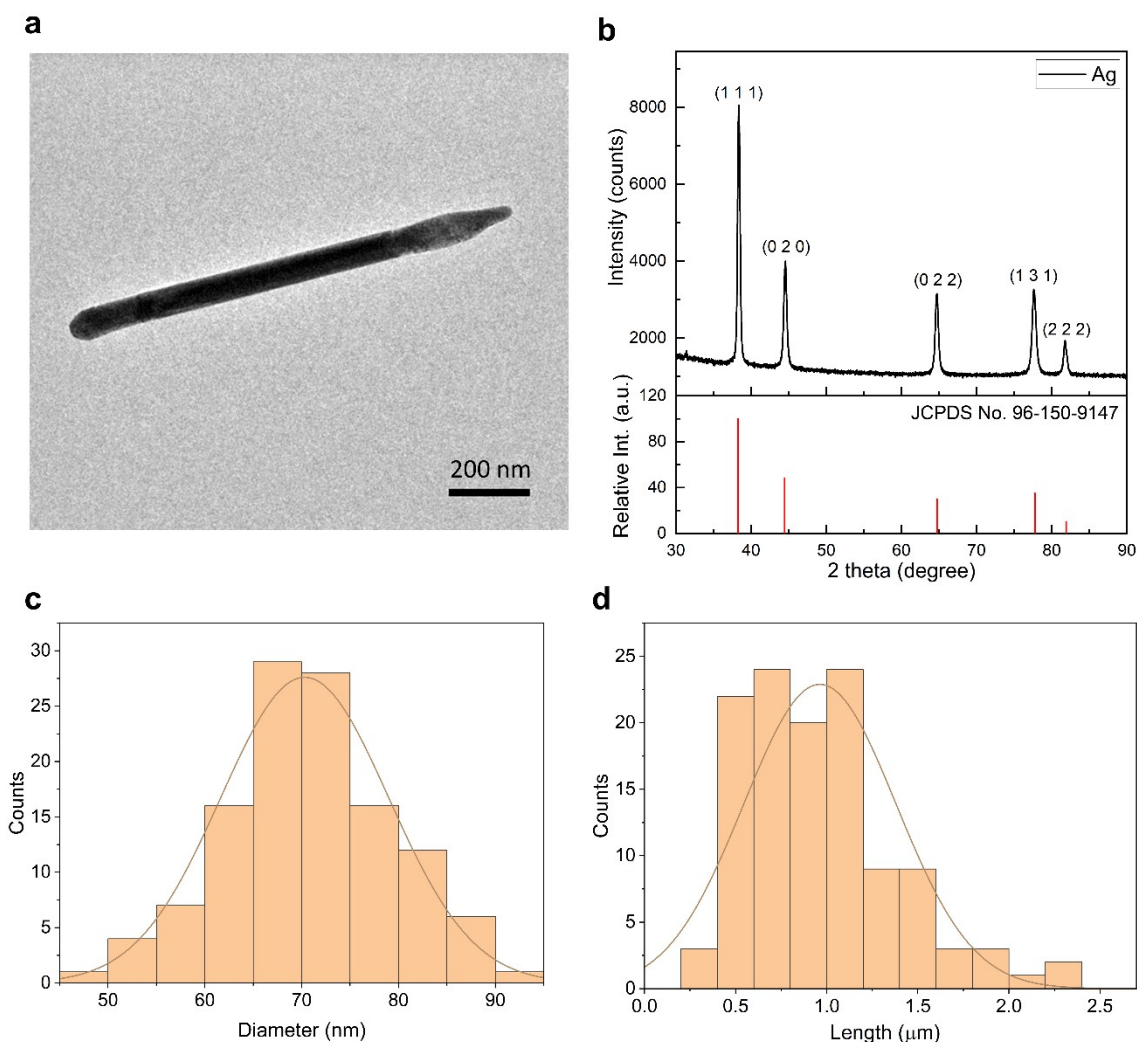 a
200 nm
b
Ag
(1 1 1)
(0 2 0)
(0 2 2)
(1 3 1)
(2 2 2)
8000
6000
4000
2000
Intensity (counts)
JCPDS No. 96-150-9147
120
80
40
0
Relative Int. (a.u.)
30 40 50 60 70 80 90
2 theta (degree)
c
30
25
20
15
10
5
0
Counts
50 60 70 80 90
Diameter (nm)
d
25
20
15
10
5
0
Counts
0.0 0.5 1.0 1.5 2.0 2.5
Length (μm)